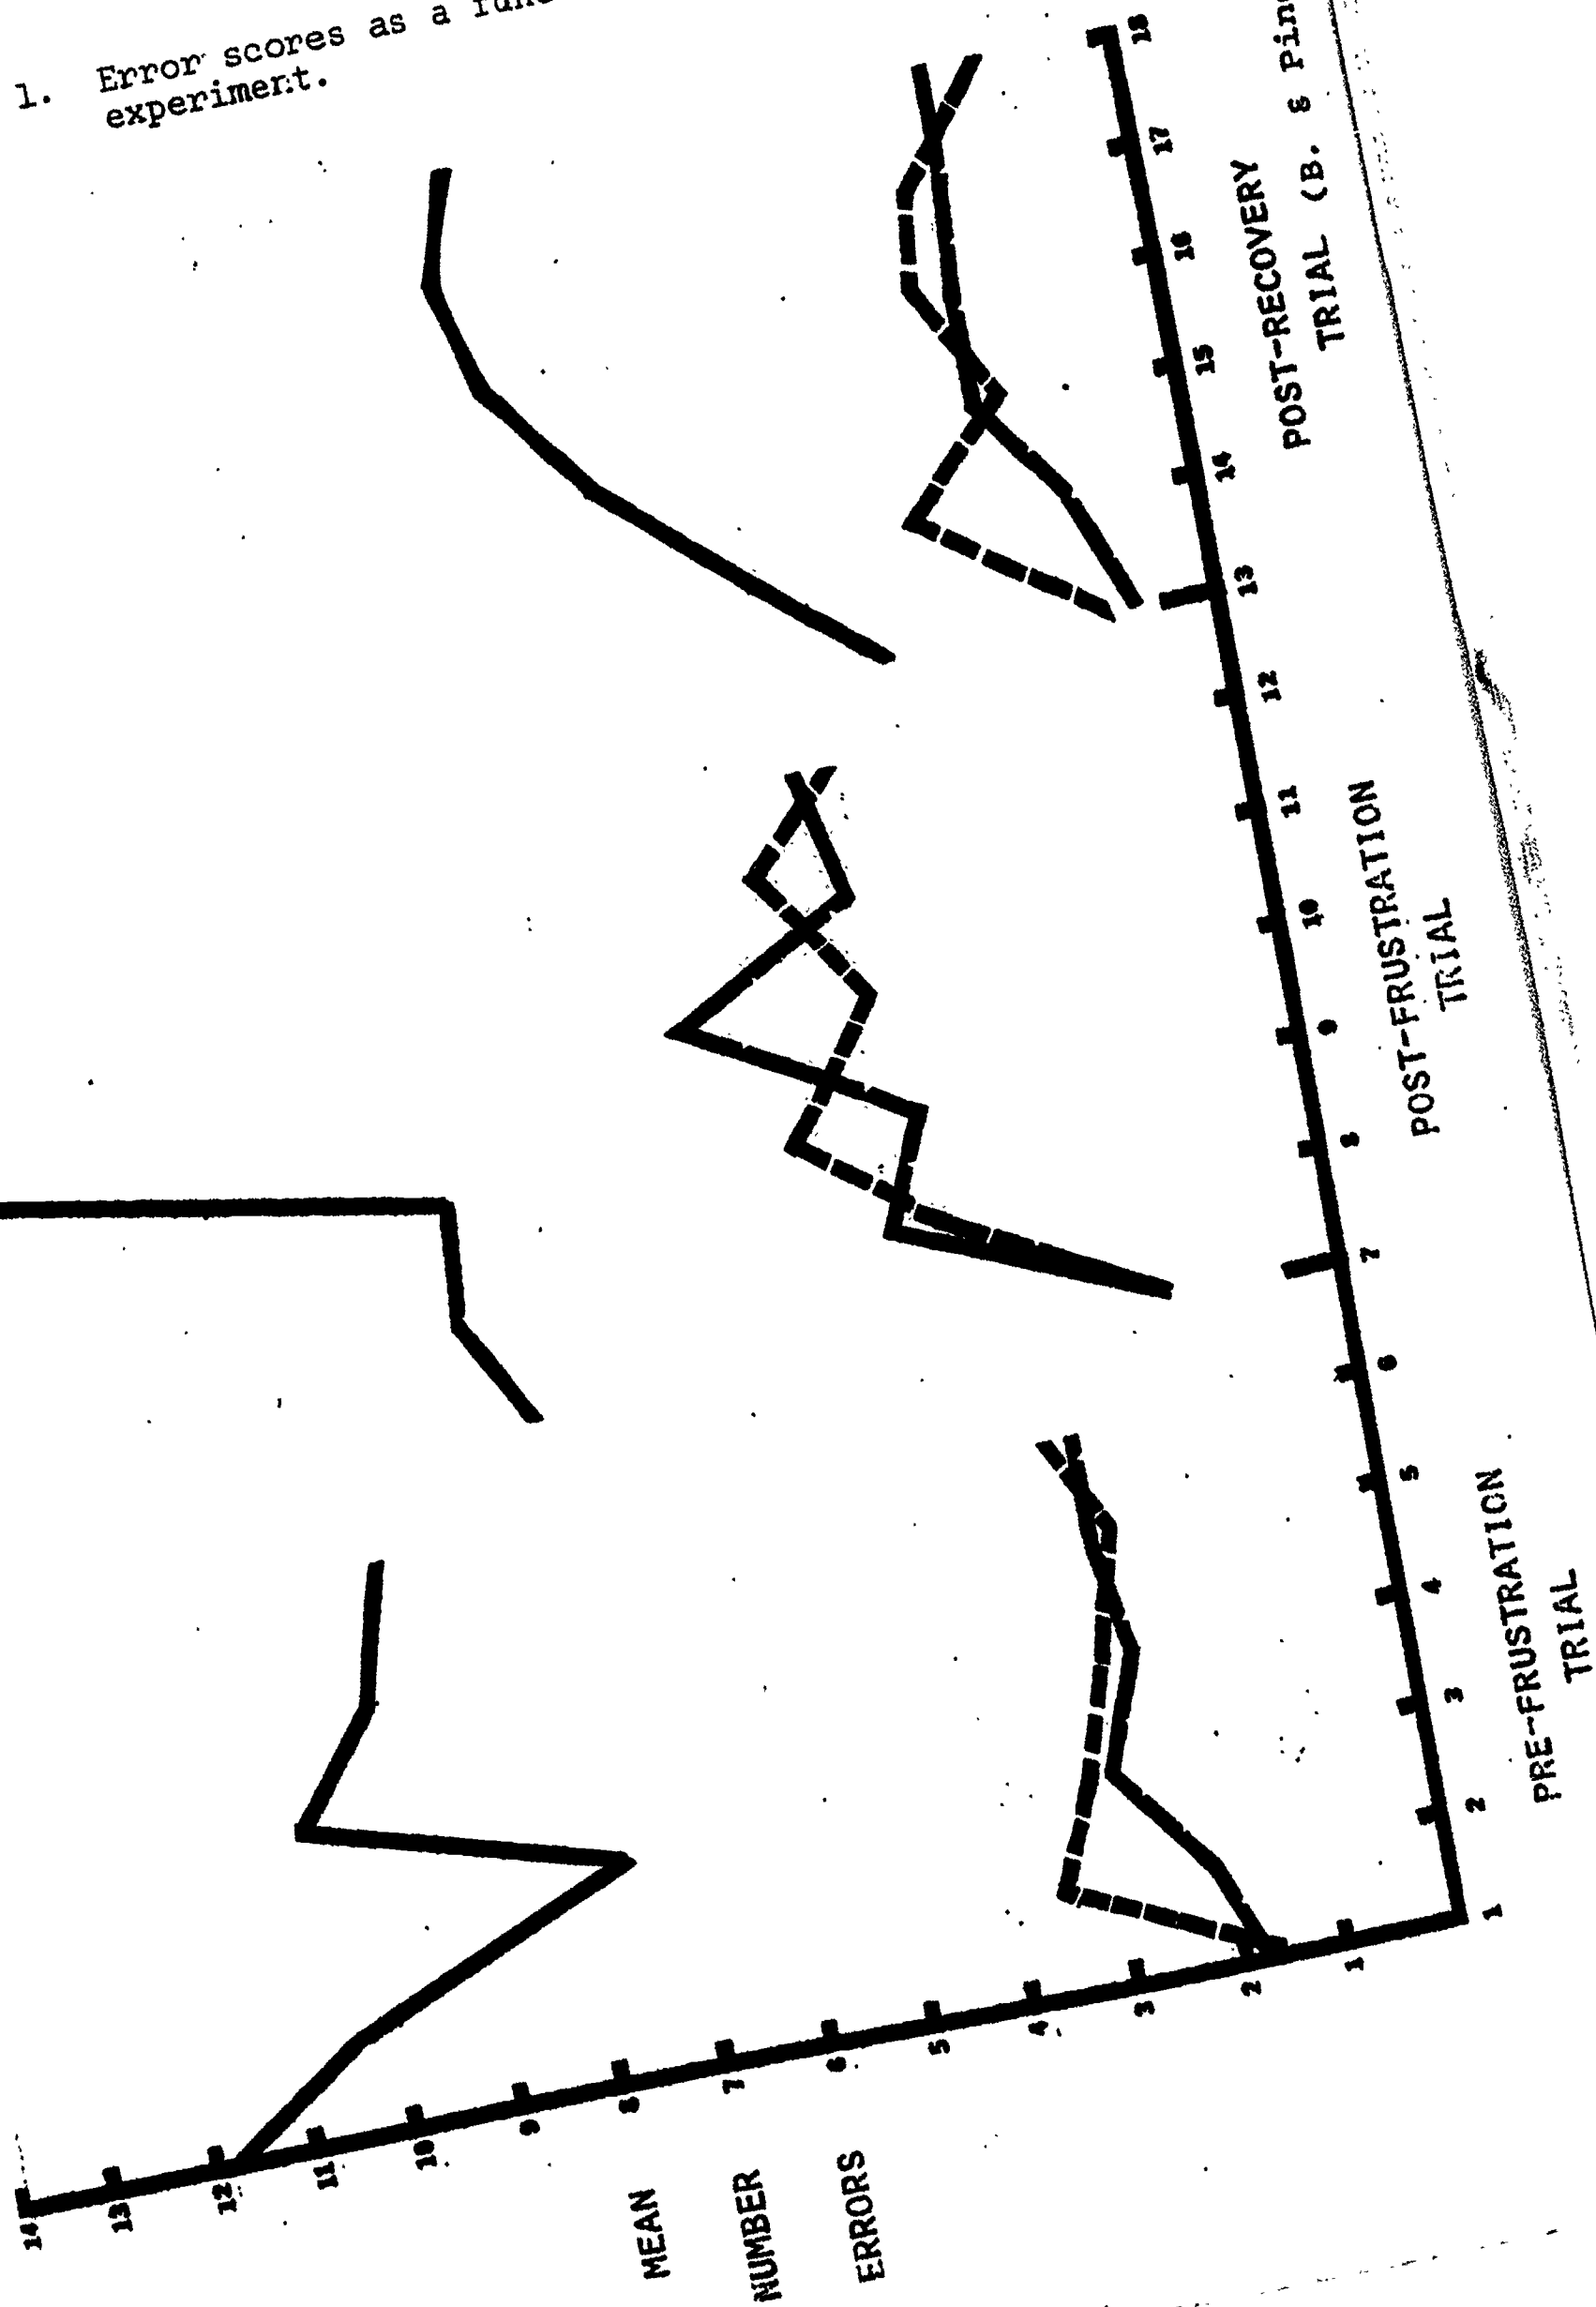 1. Error scores as a
experiment.
14
13
12
11
10
9
8
7
6
5
4
3
2
1
MEAN
NUMBER
ERRORS
1
2
3
4
5
6
7
8
9
10
11
12
13
14
15
16
17
18
PRE-FRUSTRATION
TRIAL
POST-FRUSTRATION
TRIAL
POST-RECOVERY
TRIAL (B. &